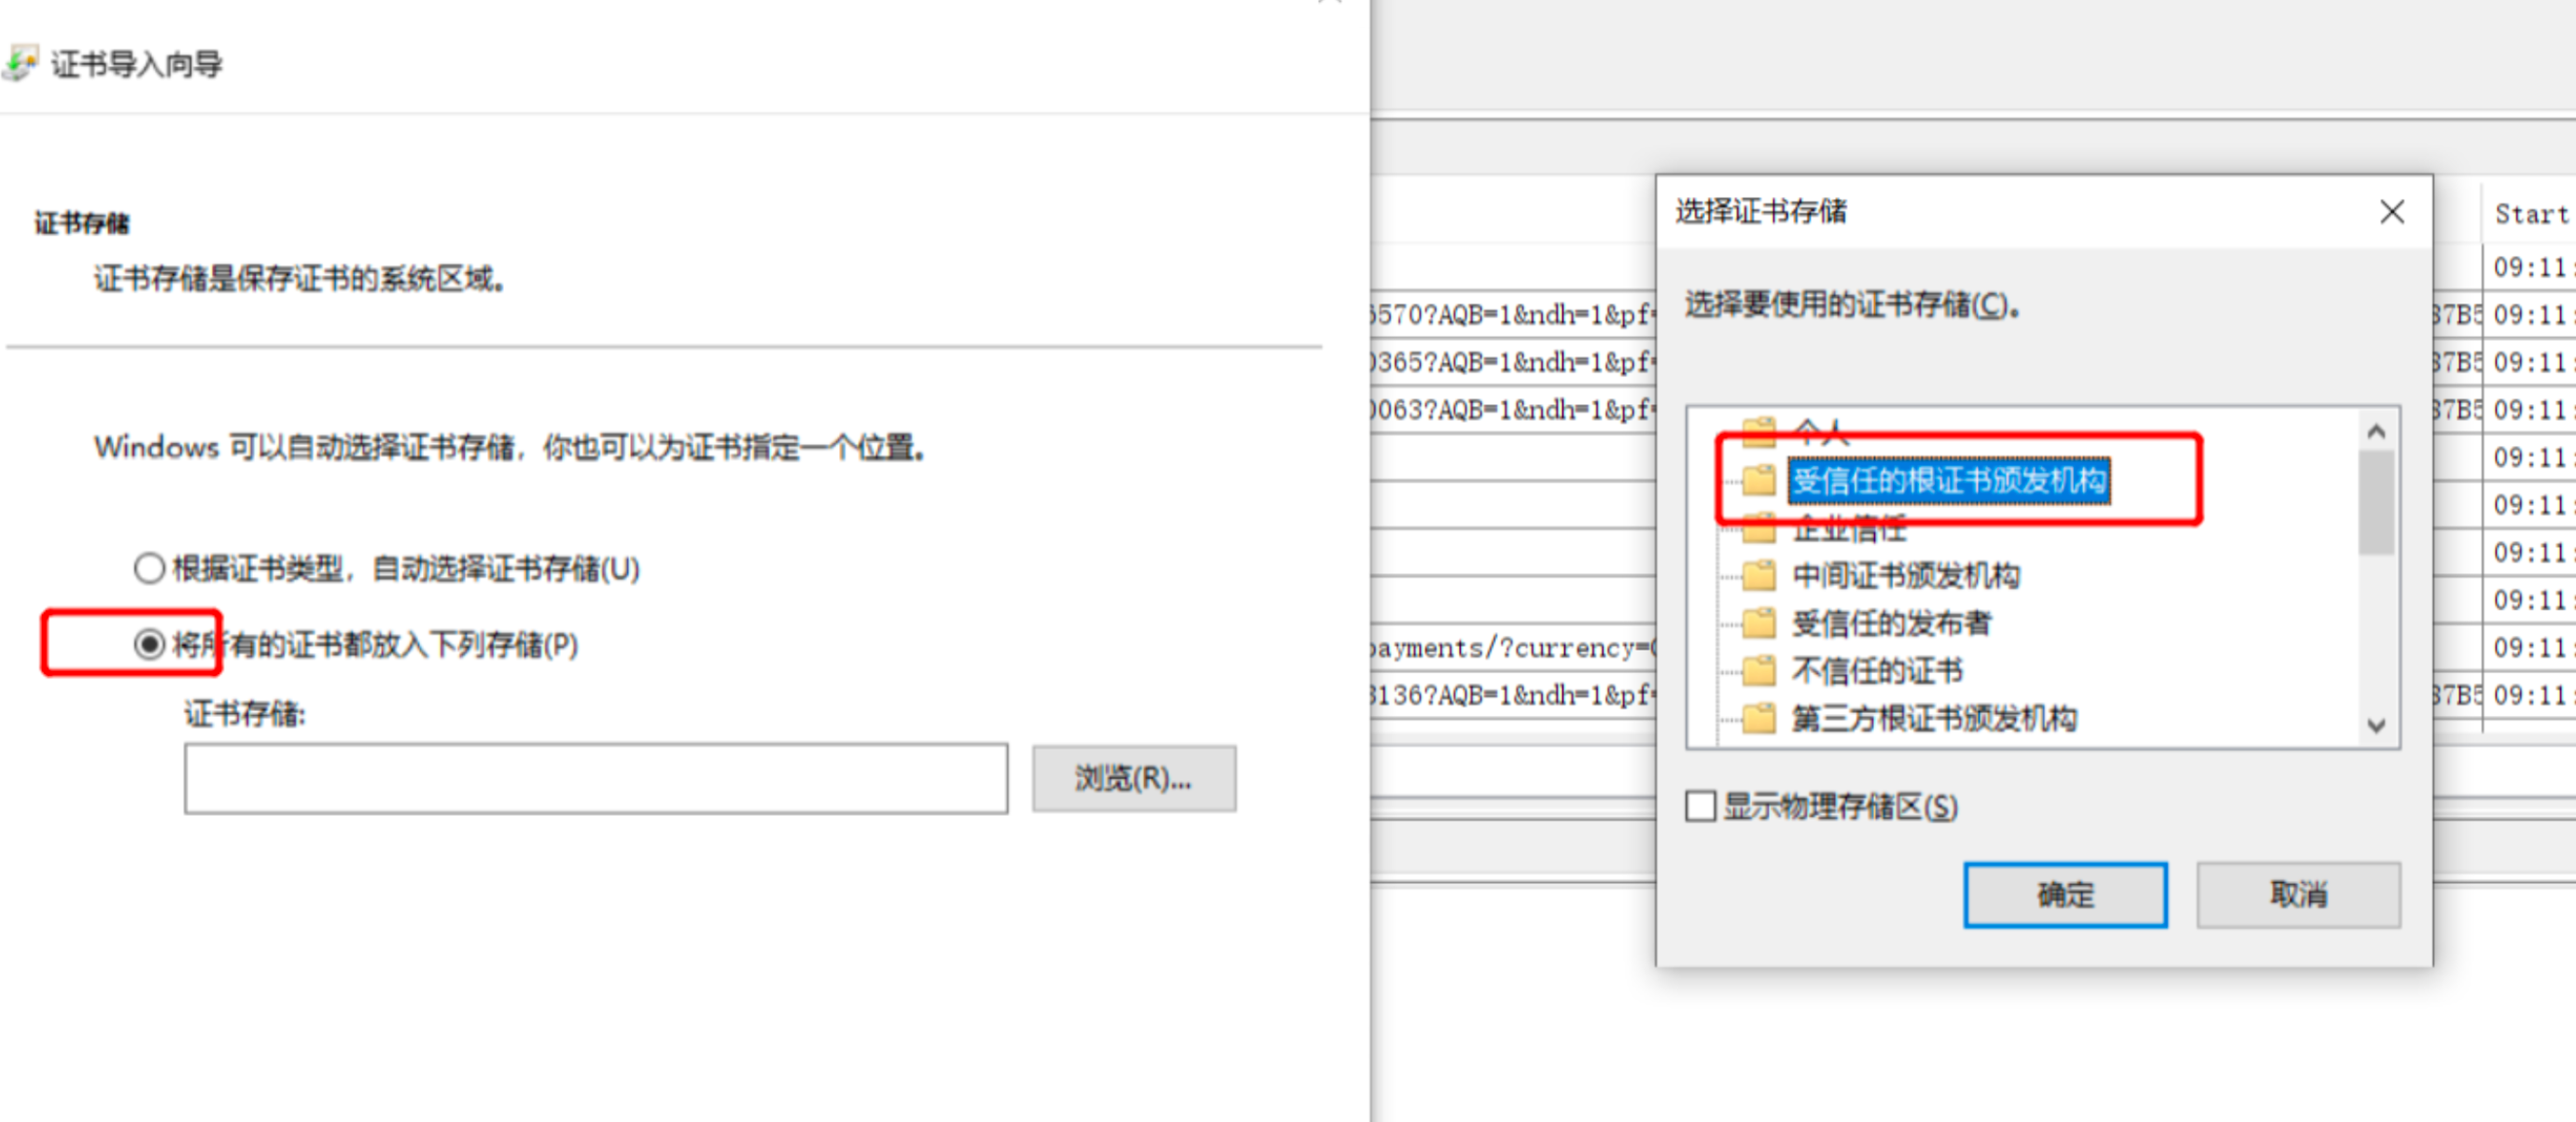 证书导入向导
证书存储
证书存储是保存证书的系统区域。
Windows 可以自动选择证书存储，你也可以为证书指定一个位置。
根据证书类型，自动选择证书存储(U)
将所有的证书都放入下列存储(P)
证书存储:
浏览(R)...
选择证书存储
选择要使用的证书存储(C)。
个人
受信任的根证书颁发机构
企业信任
中间证书颁发机构
受信任的发布者
不信任的证书
第三方根证书颁发机构
显示物理存储区(S)
确定
取消
Start
09:11:
6570?AQB=1&ndh=1&pf= 87B5 09:11:
0365?AQB=1&ndh=1&pf= 87B5 09:11:
0063?AQB=1&ndh=1&pf= 87B5 09:11:
09:11:
09:11:
09:11:
09:11:
payments/?currency= 09:11:
8136?AQB=1&ndh=1&pf= 87B5 09:11: